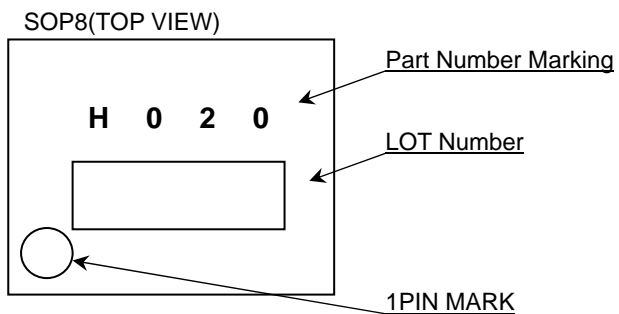 SOP8(TOP VIEW)
Part Number Marking
H 0 2 0
LOT Number
1PIN MARK